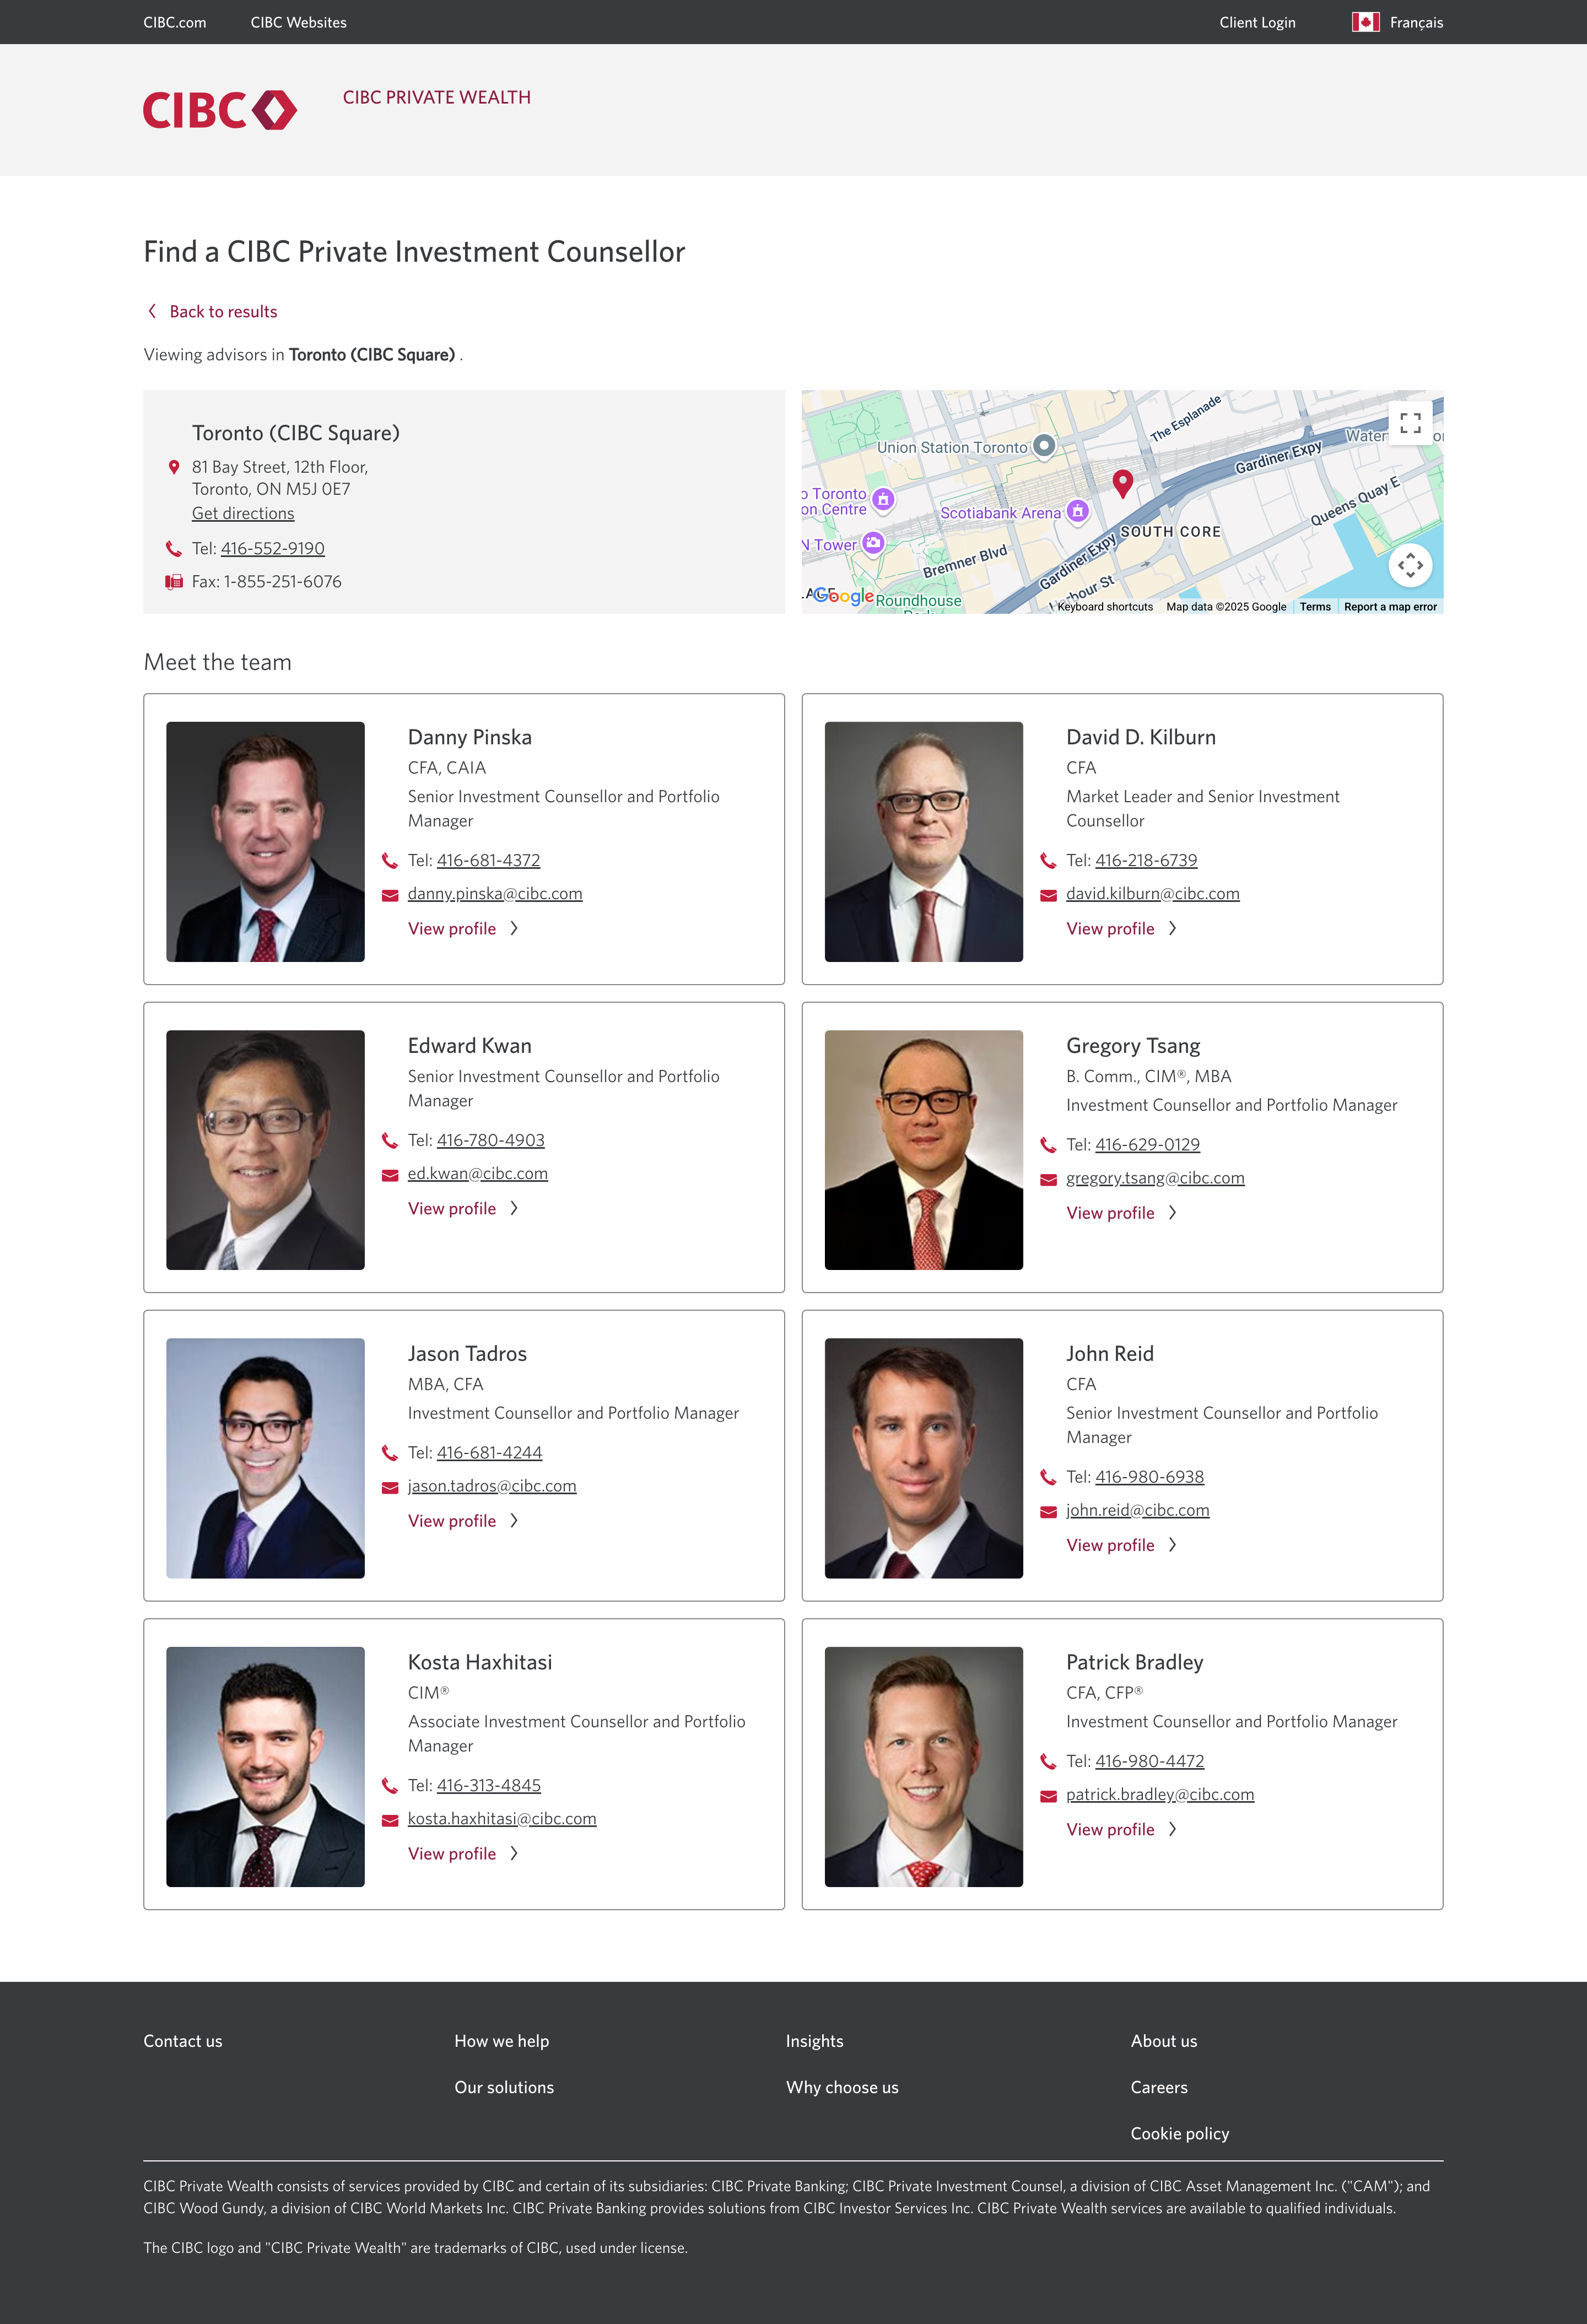 CIBC.com
CIBC Websites
Client Login
Français
CIBC
CIBC PRIVATE WEALTH
Find a CIBC Private Investment Counsellor
Back to results
Viewing advisors in Toronto (CIBC Square) .
Toronto (CIBC Square)
81 Bay Street, 12th Floor,
Toronto, ON M5J 0E7
Get directions
Tel: 416-552-9190
Fax: 1-855-251-6076
The Esplanade
Union Station Toronto
Gardiner Expy
o Toronto
on Centre
Scotiabank Arena
Queens Quay E
SOUTH CORE
N Tower
Bremner Blvd
Gardiner Expy
Google
Roundhouse
Keyboard shortcuts
Map data ©2025 Google
Terms
Report a map error
Meet the team
Danny Pinska
CFA, CAIA
Senior Investment Counsellor and Portfolio
Manager
Tel: 416-681-4372
danny.pinska@cibc.com
View profile
David D. Kilburn
CFA
Market Leader and Senior Investment
Counsellor
Tel: 416-218-6739
david.kilburn@cibc.com
View profile
Edward Kwan
Senior Investment Counsellor and Portfolio
Manager
Tel: 416-780-4903
ed.kwan@cibc.com
View profile
Gregory Tsang
B. Comm., CIM®, MBA
Investment Counsellor and Portfolio Manager
Tel: 416-629-0129
gregory.tsang@cibc.com
View profile
Jason Tadros
MBA, CFA
Investment Counsellor and Portfolio Manager
Tel: 416-681-4244
jason.tadros@cibc.com
View profile
John Reid
CFA
Senior Investment Counsellor and Portfolio
Manager
Tel: 416-980-6938
john.reid@cibc.com
View profile
Kosta Haxhitasi
CIM®
Associate Investment Counsellor and Portfolio
Manager
Tel: 416-313-4845
kosta.haxhitasi@cibc.com
View profile
Patrick Bradley
CFA, CFP®
Investment Counsellor and Portfolio Manager
Tel: 416-980-4472
patrick.bradley@cibc.com
View profile
Contact us
How we help
Our solutions
Insights
Why choose us
About us
Careers
Cookie policy
CIBC Private Wealth consists of services provided by CIBC and certain of its subsidiaries: CIBC Private Banking; CIBC Private Investment Counsel, a division of CIBC Asset Management Inc. ("CAM"); and
CIBC Wood Gundy, a division of CIBC World Markets Inc. CIBC Private Banking provides solutions from CIBC Investor Services Inc. CIBC Private Wealth services are available to qualified individuals.
The CIBC logo and "CIBC Private Wealth" are trademarks of CIBC, used under license.